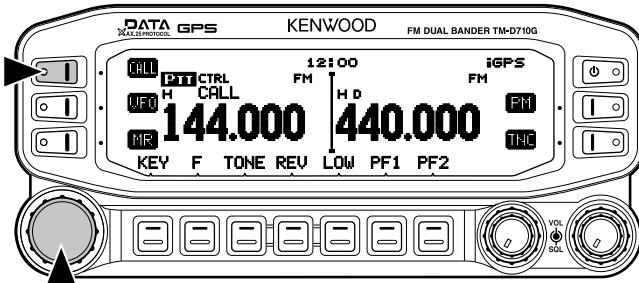 DATA GPS KENWOOD FM DUAL BANDER TM-D710G
AX.25 PROTOCOL
12:00 iGPS
CALL PTT CTRL FM FM
H CALL H D
VFO 144.000 440.000 PM
MR TNC
KEY F TONE REV LOW PF1 PF2
VOL
SQL